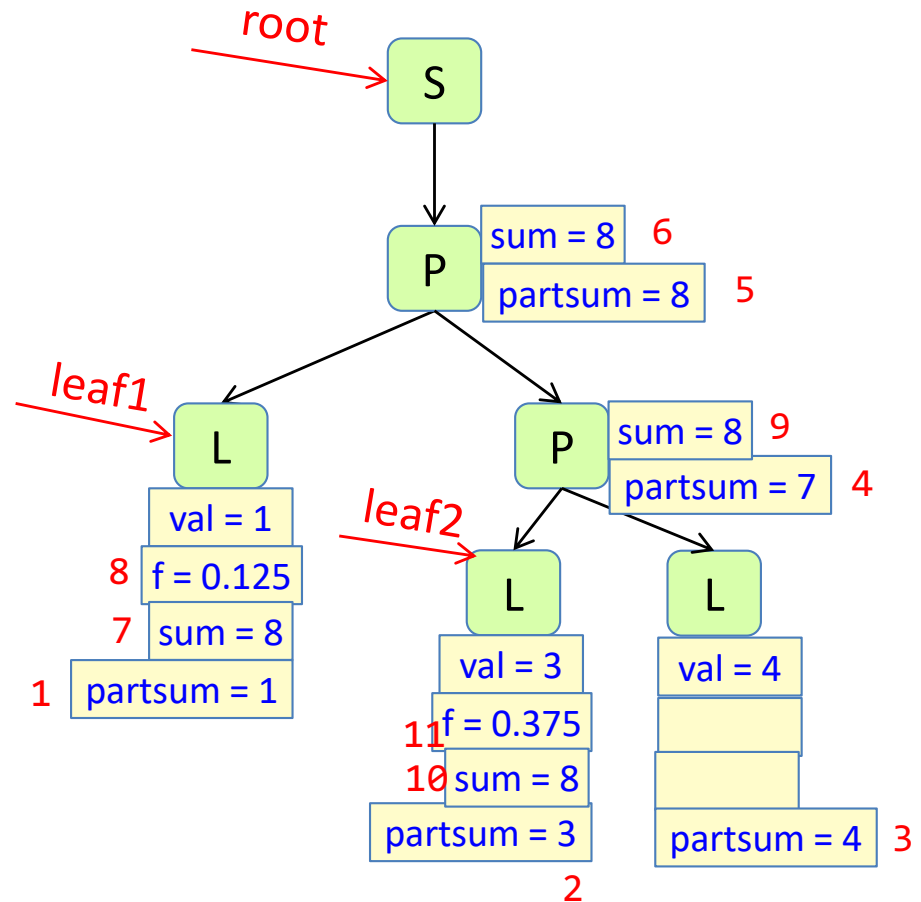 root
S
P
sum = 8 6
partsum = 8 5
leaf1
L
P
sum = 8 9
partsum = 7 4
val = 1
8 f = 0.125
7 sum = 8
1 partsum = 1
leaf2
L
L
val = 3
11 f = 0.375
10 sum = 8
partsum = 3
2
val = 4
partsum = 4 3